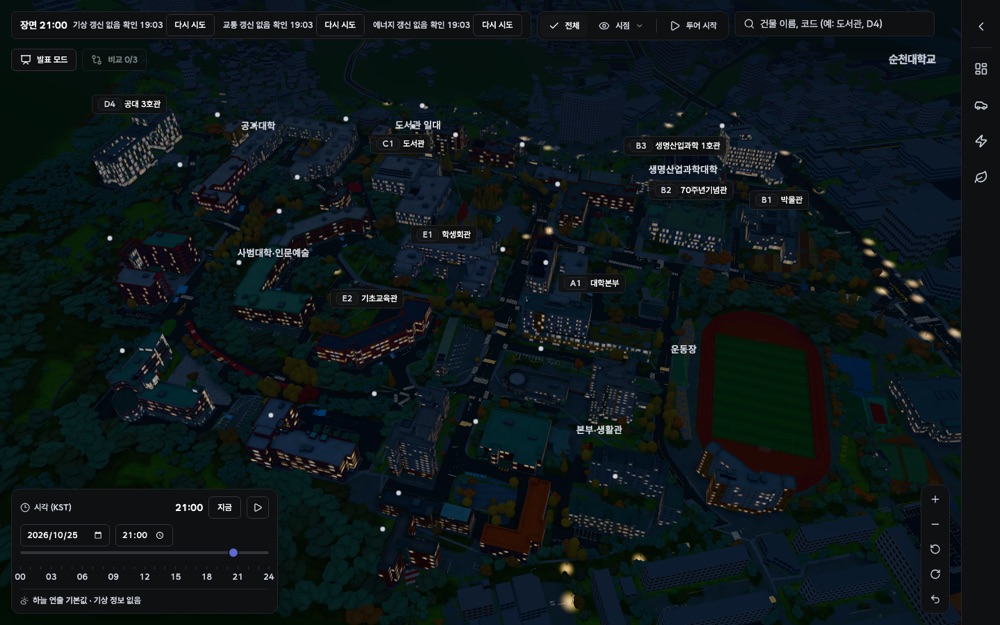 장면 21:00 기상 갱신 없음 확인 19:03 다시 시도 교통 갱신 없음 확인 19:03 다시 시도 에너지 갱신 없음 확인 19:03 다시 시도
전체 시점 투어 시작
건물 이름, 코드 (예: 도서관, D4)
발표 모드 비교 0/3
순천대학교
D4 공대 3호관
공과대학
도서관 일대
C1 도서관
B3 생명산업과학 1호관
생명산업과학대학
B2 70주년기념관
B1 박물관
E1 학생회관
사범대학·인문예술
A1 대학본부
E2 기초교육관
운동장
본부·생활관
시각 (KST) 21:00 지금
2026/10/25 21:00
00 03 06 09 12 15 18 21 24
하늘 연출 기본값 · 기상 정보 없음